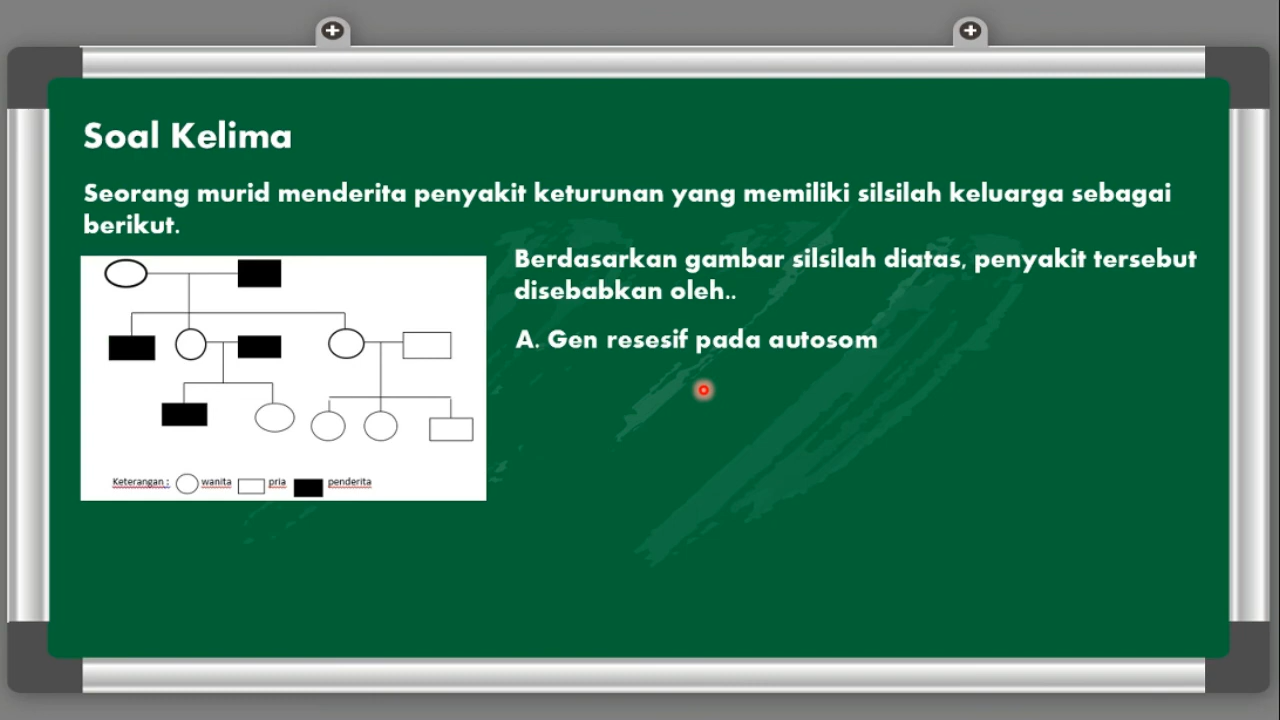 Soal Kelima
Seorang murid menderita penyakit keturunan yang memiliki silsilah keluarga sebagai
berikut.
Berdasarkan gambar silsilah diatas, penyakit tersebut
disebabkan oleh..
A. Gen resesif pada autosom
Keterangan : wanita pria penderita